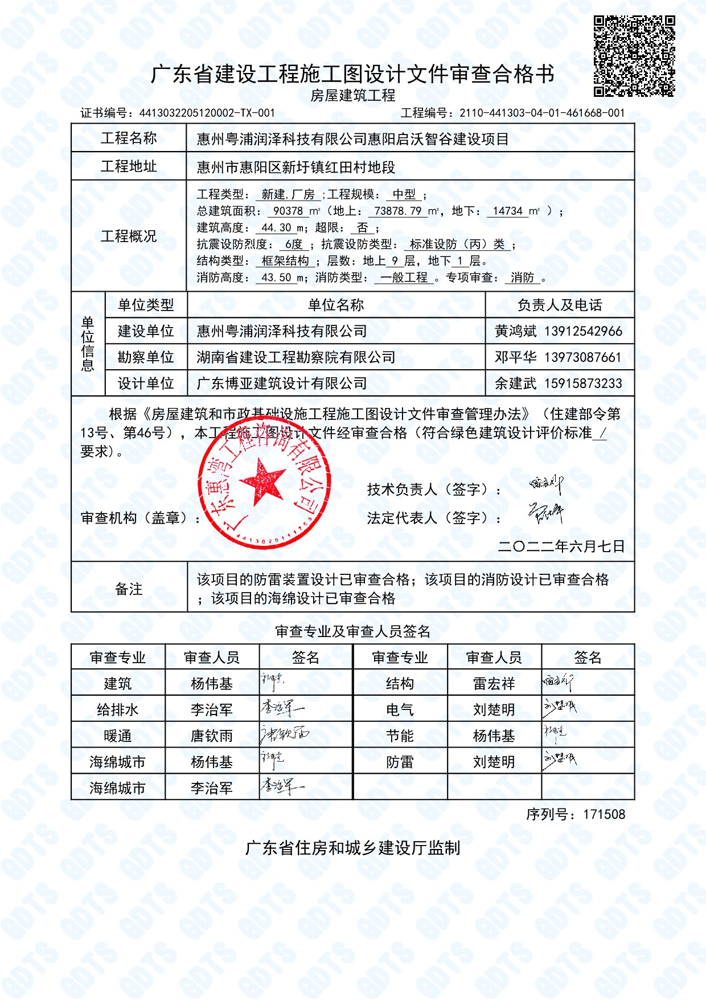 广东省建设工程施工图设计文件审查合格书
房屋建筑工程
证书编号：4413032205120002-TX-001 工程编号：2110-441303-04-01-461668-001
工程名称 惠州粤浦润泽科技有限公司惠阳启沃智谷建设项目
工程地址 惠州市惠阳区新圩镇红田村地段
工程概况
工程类型： 新建,厂房 ;工程规模： 中型 ；
总建筑面积： 90378 ㎡（地上： 73878.79 ㎡，地下： 14734 ㎡ ）；
建筑高度： 44.30 m；超限： 否 ；
抗震设防烈度： 6度 ；抗震设防类型： 标准设防（丙）类 ；
结构类型： 框架结构 ；层数：地上 9 层，地下 1 层。
消防高度： 43.50 m；消防类型： 一般工程 。专项审查： 消防 。
单位信息
单位类型 单位名称 负责人及电话
建设单位 惠州粤浦润泽科技有限公司 黄鸿斌 13912542966
勘察单位 湖南省建设工程勘察院有限公司 邓平华 13973087661
设计单位 广东博亚建筑设计有限公司 余建武 15915873233
根据《房屋建筑和市政基础设施工程施工图设计文件审查管理办法》（住建部令第
13号、第46号），本工程施工图设计文件经审查合格（符合绿色建筑设计评价标准 /
要求）。
技术负责人（签字）：
审查机构（盖章）： 法定代表人（签字）：
广东惠湾工程咨询有限公司
二〇二二年六月七日
备注 该项目的防雷装置设计已审查合格；该项目的消防设计已审查合格
；该项目的海绵设计已审查合格
审查专业及审查人员签名
审查专业 审查人员 签名 审查专业 审查人员 签名
建筑 杨伟基 结构 雷宏祥
给排水 李治军 李治军 电气 刘楚明 刘楚明
暖通 唐钦雨 唐钦雨 节能 杨伟基
海绵城市 杨伟基 防雷 刘楚明 刘楚明
海绵城市 李治军 李治军
序列号：171508
广东省住房和城乡建设厅监制
GDTS